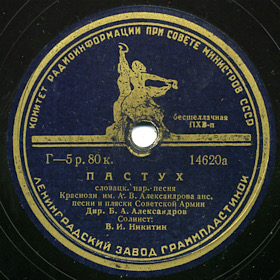 КОМИТЕТ РАДИОИНФОРМАЦИИ ПРИ СОВЕТЕ МИНИСТРОВ СССР
бесшеллачная
ПХВ-п
Г—5 р. 80 к. 14620а
ПАСТУХ
словацк. нар. песня
Краснозн им. А. В. Александрова анс.
песни и пляски Советской Армии
Дир. Б. А. Александров
Солист:
В. И. Никитин
ЛЕНИНГРАДСКИЙ ЗАВОД ГРАМПЛАСТИНОК